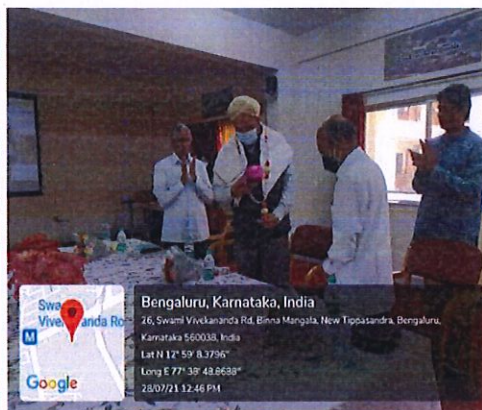 Swa
Vivekananda Ro
M
Google
Bengaluru, Karnataka, India
26, Swami Vivekananda Rd, Binna Mangala, New Tippasandra, Bengaluru,
Karnataka 560038, India
Lat N 12° 59' 8.3796"
Long E 77° 38' 48.8688"
28/07/21 12:46 PM